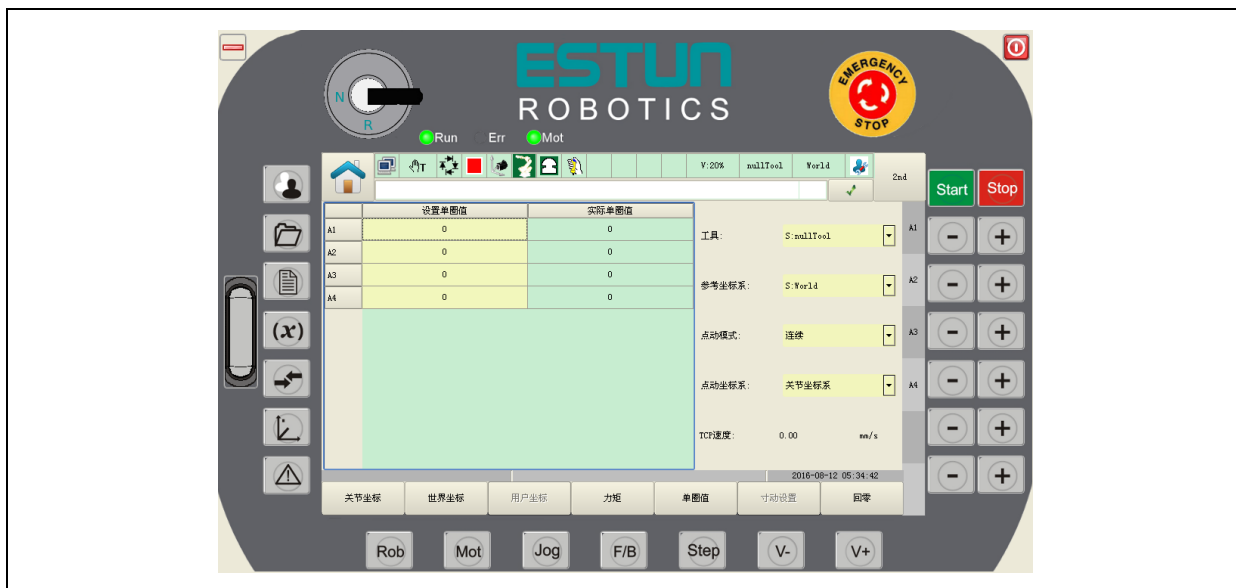 ESTUN
ROBOTICS
EMERGENCY
STOP
N
R
Run Err Mot
T V:20% nullTool World 2nd
Start Stop
设置单圈值 实际单圈值
A1 0 0
A2 0 0
A3 0 0
A4 0 0
工具: S:nullTool A1
参考坐标系: S:World A2
点动模式: 连续 A3
点动坐标系: 关节坐标系 A4
TCP速度: 0.00 mm/s
(x)
2016-08-12 05:34:42
关节坐标 世界坐标 用户坐标 力矩 单圈值 寸动设置 回零
Rob Mot Jog F/B Step V- V+